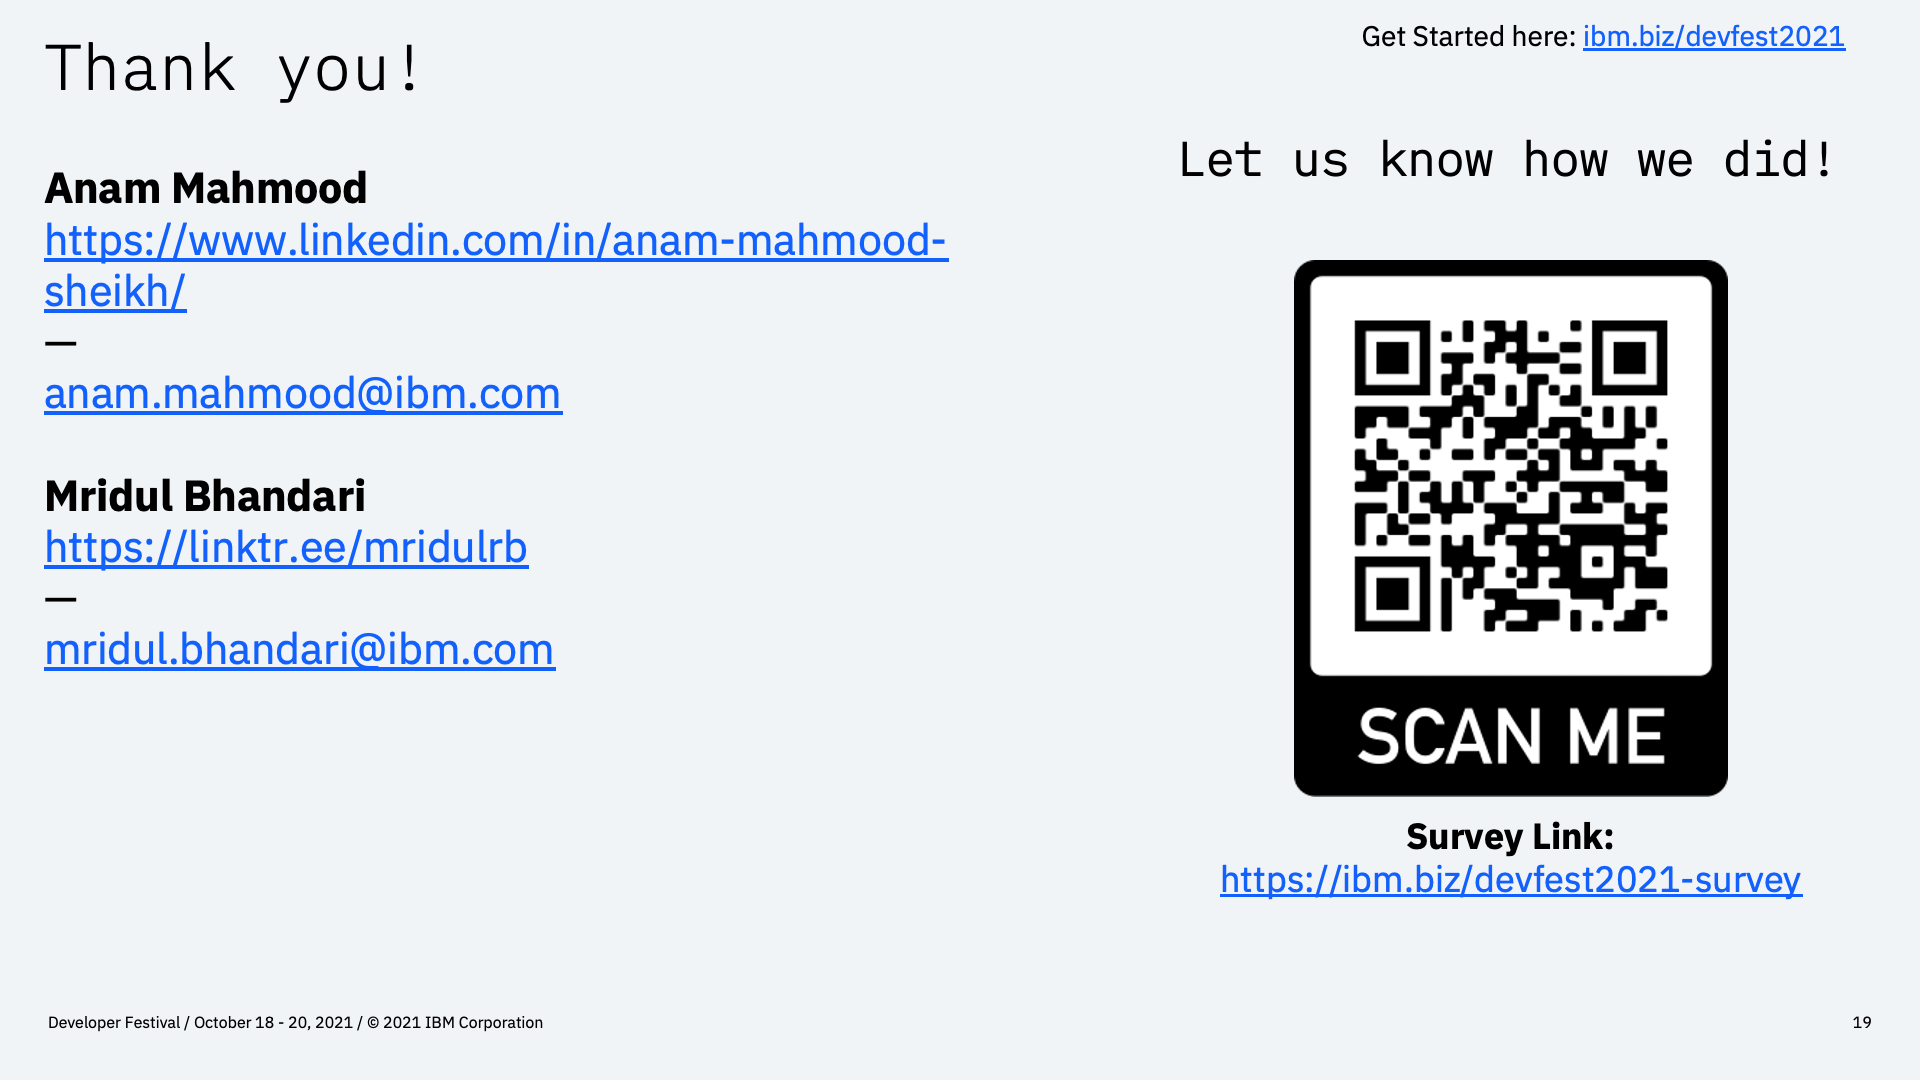 Thank you!
Get Started here: ibm.biz/devfest2021
Anam Mahmood
https://www.linkedin.com/in/anam-mahmood-
sheikh/
—
anam.mahmood@ibm.com
Mridul Bhandari
https://linktr.ee/mridulrb
—
mridul.bhandari@ibm.com
Let us know how we did!
SCAN ME
Survey Link:
https://ibm.biz/devfest2021-survey
Developer Festival / October 18 - 20, 2021 / © 2021 IBM Corporation
19